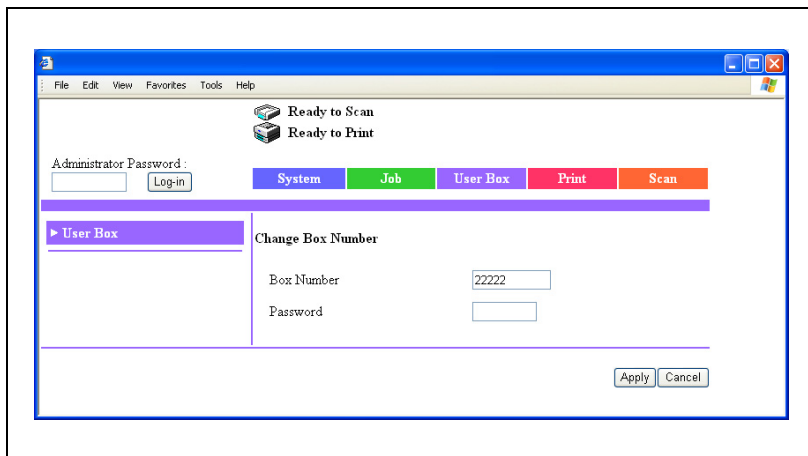 File Edit View Favorites Tools Help
Ready to Scan
Ready to Print
Administrator Password :
Log-in
System Job User Box Print Scan
User Box
Change Box Number
Box Number 22222
Password
Apply Cancel